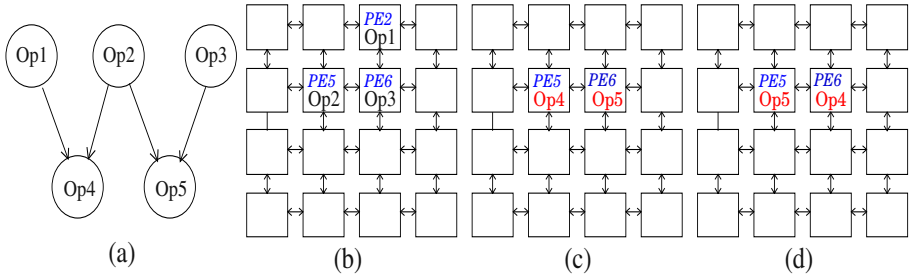 Op1 Op2 Op3
Op4 Op5
(a)
PE2
Op1
PE5 PE6
Op2 Op3
(b)
PE5 PE6
Op4 Op5
(c)
PE5 PE6
Op5 Op4
(d)